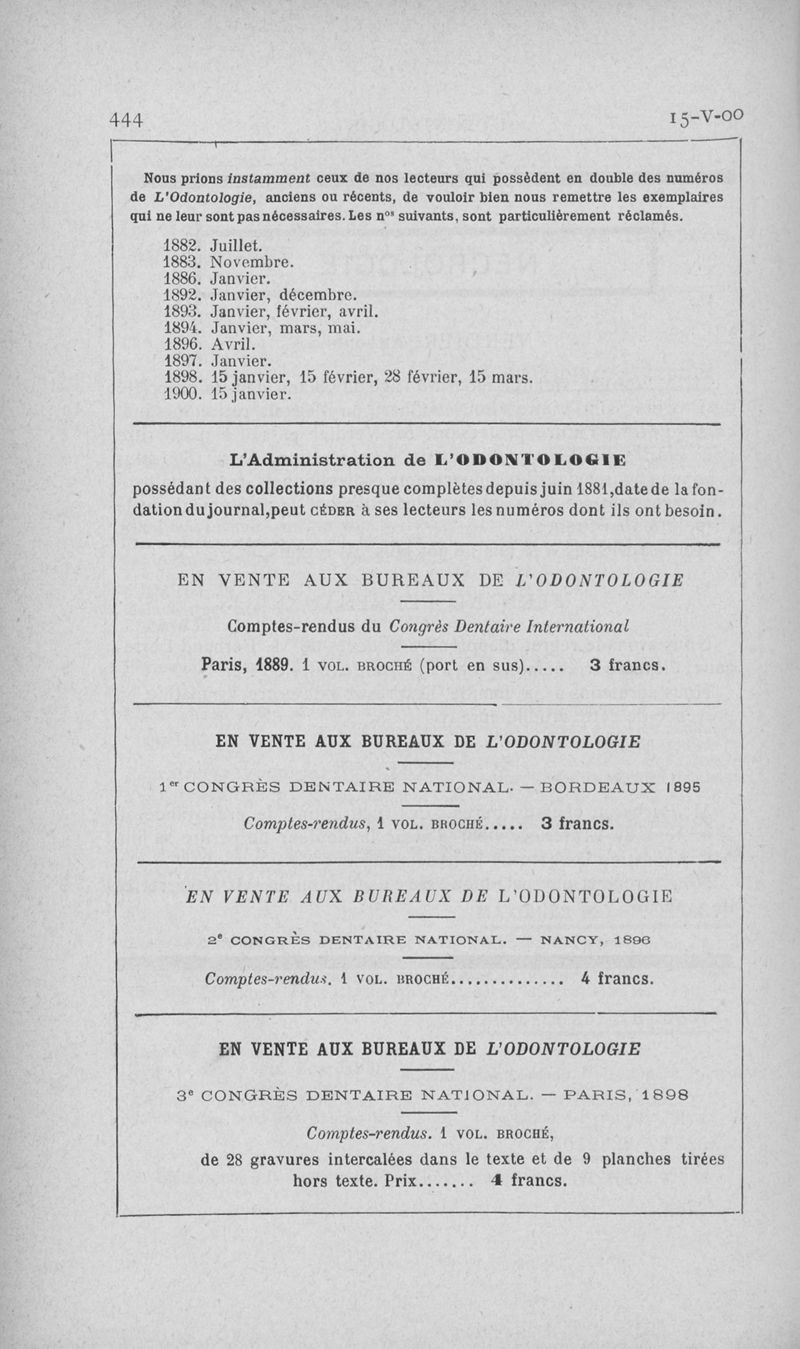 444
15-V-00
Nous prions instamment ceux de nos lecteurs qui possèdent en double des numéros
de L'Odontologie, anciens ou récents, de vouloir bien nous remettre les exemplaires
qui ne leur sont pas nécessaires. Les nos suivants, sont particulièrement réclamés.
1882. Juillet.
1883. Novembre.
1886. Janvier.
1892. Janvier, décembre.
1893. Janvier, février, avril.
1894. Janvier, mars, mai.
1896. Avril.
1897. Janvier.
1898. 15 janvier, 15 février, 28 février, 15 mars.
1900. 15 janvier.
L'Administration de L'ODONTOLOGIE
possédant des collections presque complètes depuis juin 1881, date de la fon-
dation du journal, peut CÉDER à ses lecteurs les numéros dont ils ont besoin.
EN VENTE AUX BUREAUX DE L'ODONTOLOGIE
Comptes-rendus du Congrès Dentaire International
Paris, 1889. 1 VOL. BROCHÉ (port en sus)..... 3 francs.
EN VENTE AUX BUREAUX DE L'ODONTOLOGIE
1er CONGRÈS DENTAIRE NATIONAL. — BORDEAUX 1895
Comptes-rendus, 1 VOL. BROCHÉ..... 3 francs.
EN VENTE AUX BUREAUX DE L'ODONTOLOGIE
2e CONGRÈS DENTAIRE NATIONAL. — NANCY, 1896
Comptes-rendus. 1 VOL. BROCHÉ.............. 4 francs.
EN VENTE AUX BUREAUX DE L'ODONTOLOGIE
3e CONGRÈS DENTAIRE NATIONAL. — PARIS, 1898
Comptes-rendus. 1 VOL. BROCHÉ,
de 28 gravures intercalées dans le texte et de 9 planches tirées
hors texte. Prix....... 4 francs.